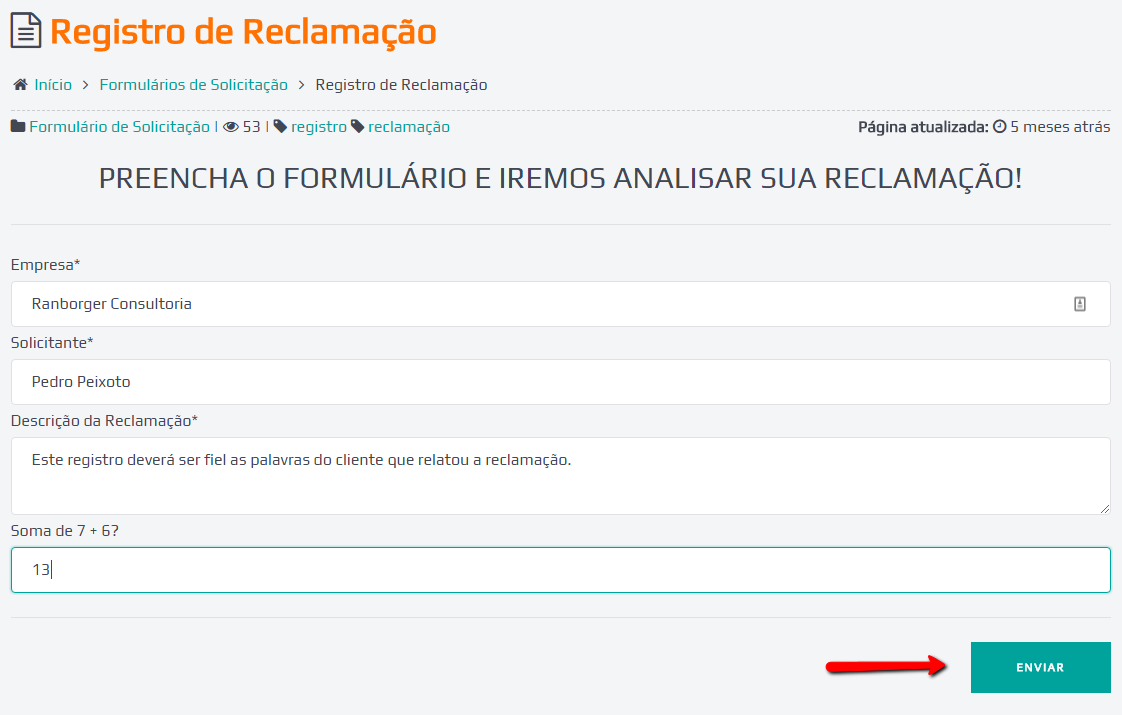 Registro de Reclamação
Início > Formulários de Solicitação > Registro de Reclamação
Formulário de Solicitação | 53 | registro reclamação Página atualizada: 5 meses atrás
PREENCHA O FORMULÁRIO E IREMOS ANALISAR SUA RECLAMAÇÃO!
Empresa*
Ranborger Consultoria
Solicitante*
Pedro Peixoto
Descrição da Reclamação*
Este registro deverá ser fiel as palavras do cliente que relatou a reclamação.
Soma de 7 + 6?
13
ENVIAR